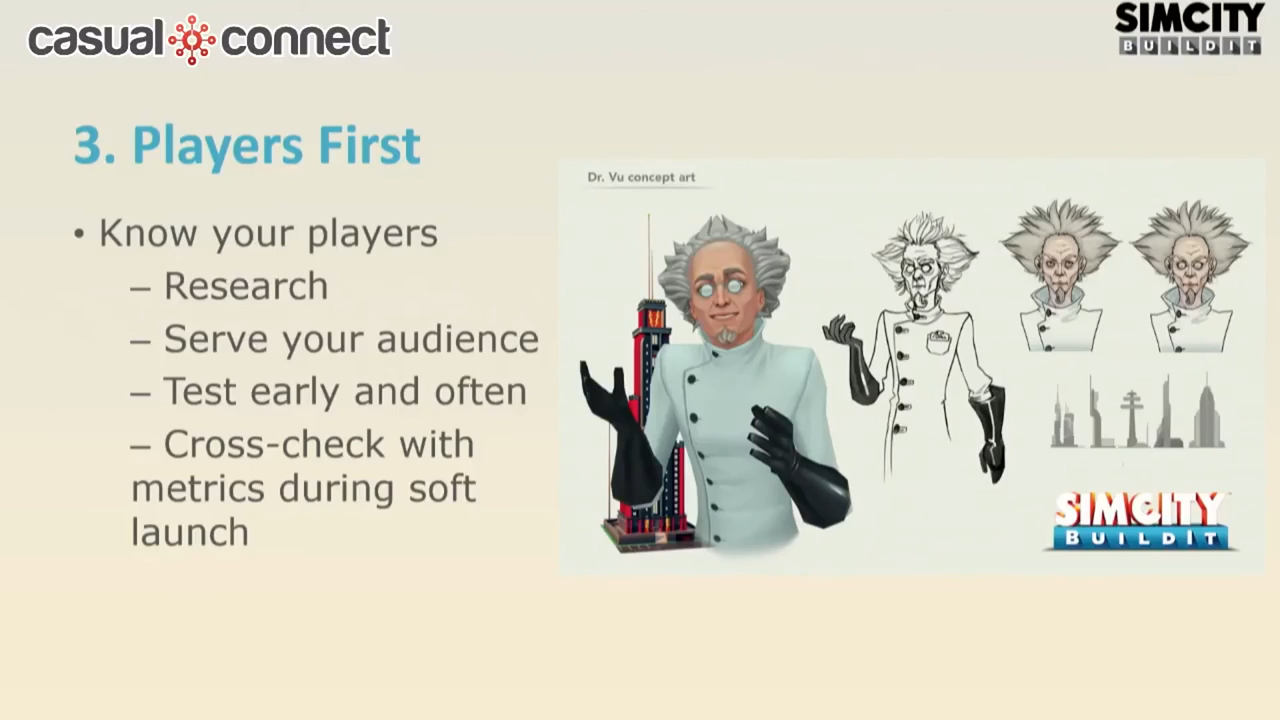 casual connect
SIMCITY
BUILDIT
3. Players First
• Know your players
– Research
– Serve your audience
– Test early and often
– Cross-check with
metrics during soft
launch
Dr. Vu concept art
SIMCITY
BUILDIT